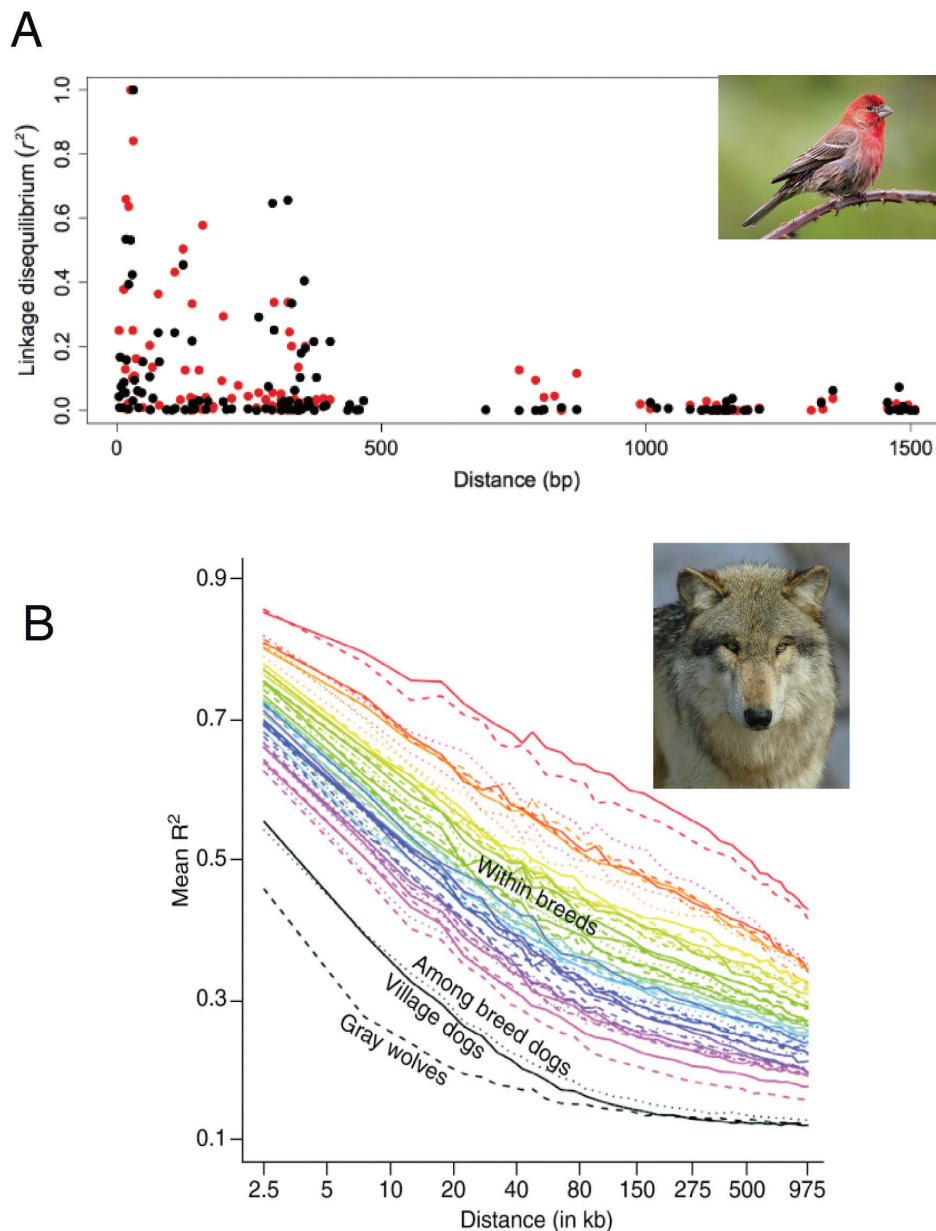 A
Linkage disequilibrium (r²)
1.0
0.8
0.6
0.4
0.2
0.0
0
500
1000
1500
Distance (bp)
B
Mean R²
0.9
0.7
0.5
0.3
0.1
Within breeds
Among breed dogs
Village dogs
Gray wolves
2.5
5
10
20
40
80
150
275
500
975
Distance (in kb)